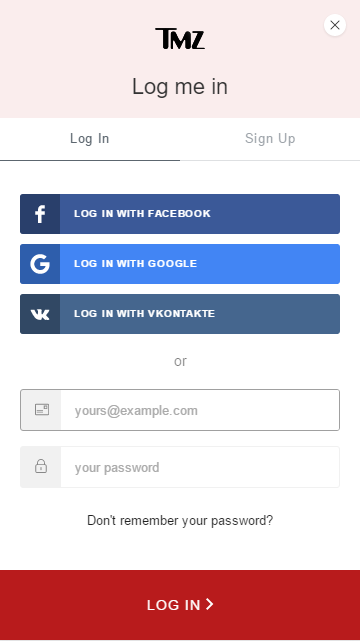 TMZ
Log me in
Log In
Sign Up
LOG IN WITH FACEBOOK
LOG IN WITH GOOGLE
LOG IN WITH VKONTAKTE
or
yours@example.com
your password
Don't remember your password?
LOG IN